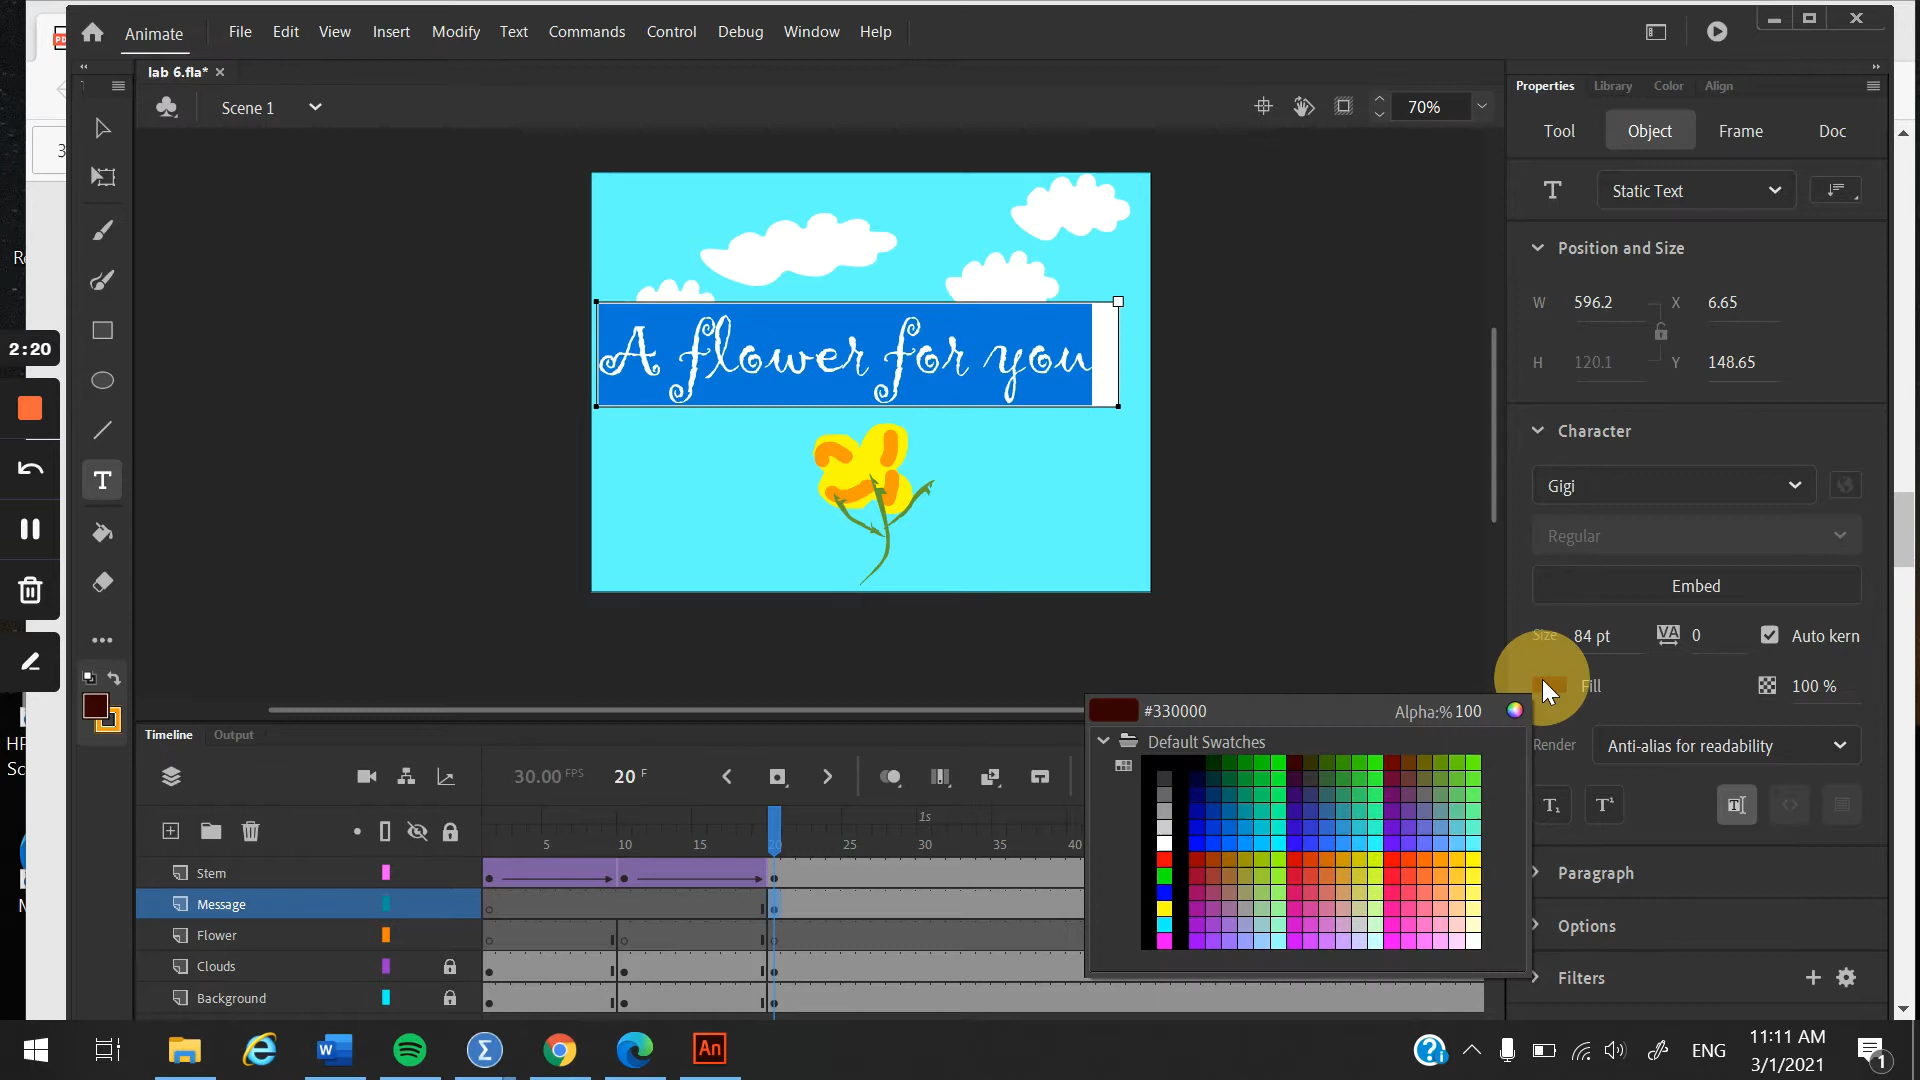 Animate File Edit View Insert Modify Text Commands Control Debug Window Help
lab 6.fla*
Scene 1
70%
Properties Library Color Align
Tool Object Frame Doc
Static Text
Position and Size
W 596.2 X 6.65
H 120.1 Y 148.65
Character
Gigi
Regular
Embed
Size 84 pt VA 0 Auto kern
Fill 100 %
Render Anti-alias for readability
Paragraph
Options
Filters
A flower for you
2:20
#330000 Alpha:% 100
Default Swatches
Timeline Output
30.00 FPS 20 F
1s
5 10 15 20 25 30 35 40
Stem
Message
Flower
Clouds
Background
HP
Sc
An
ENG
11:11 AM
3/1/2021
1